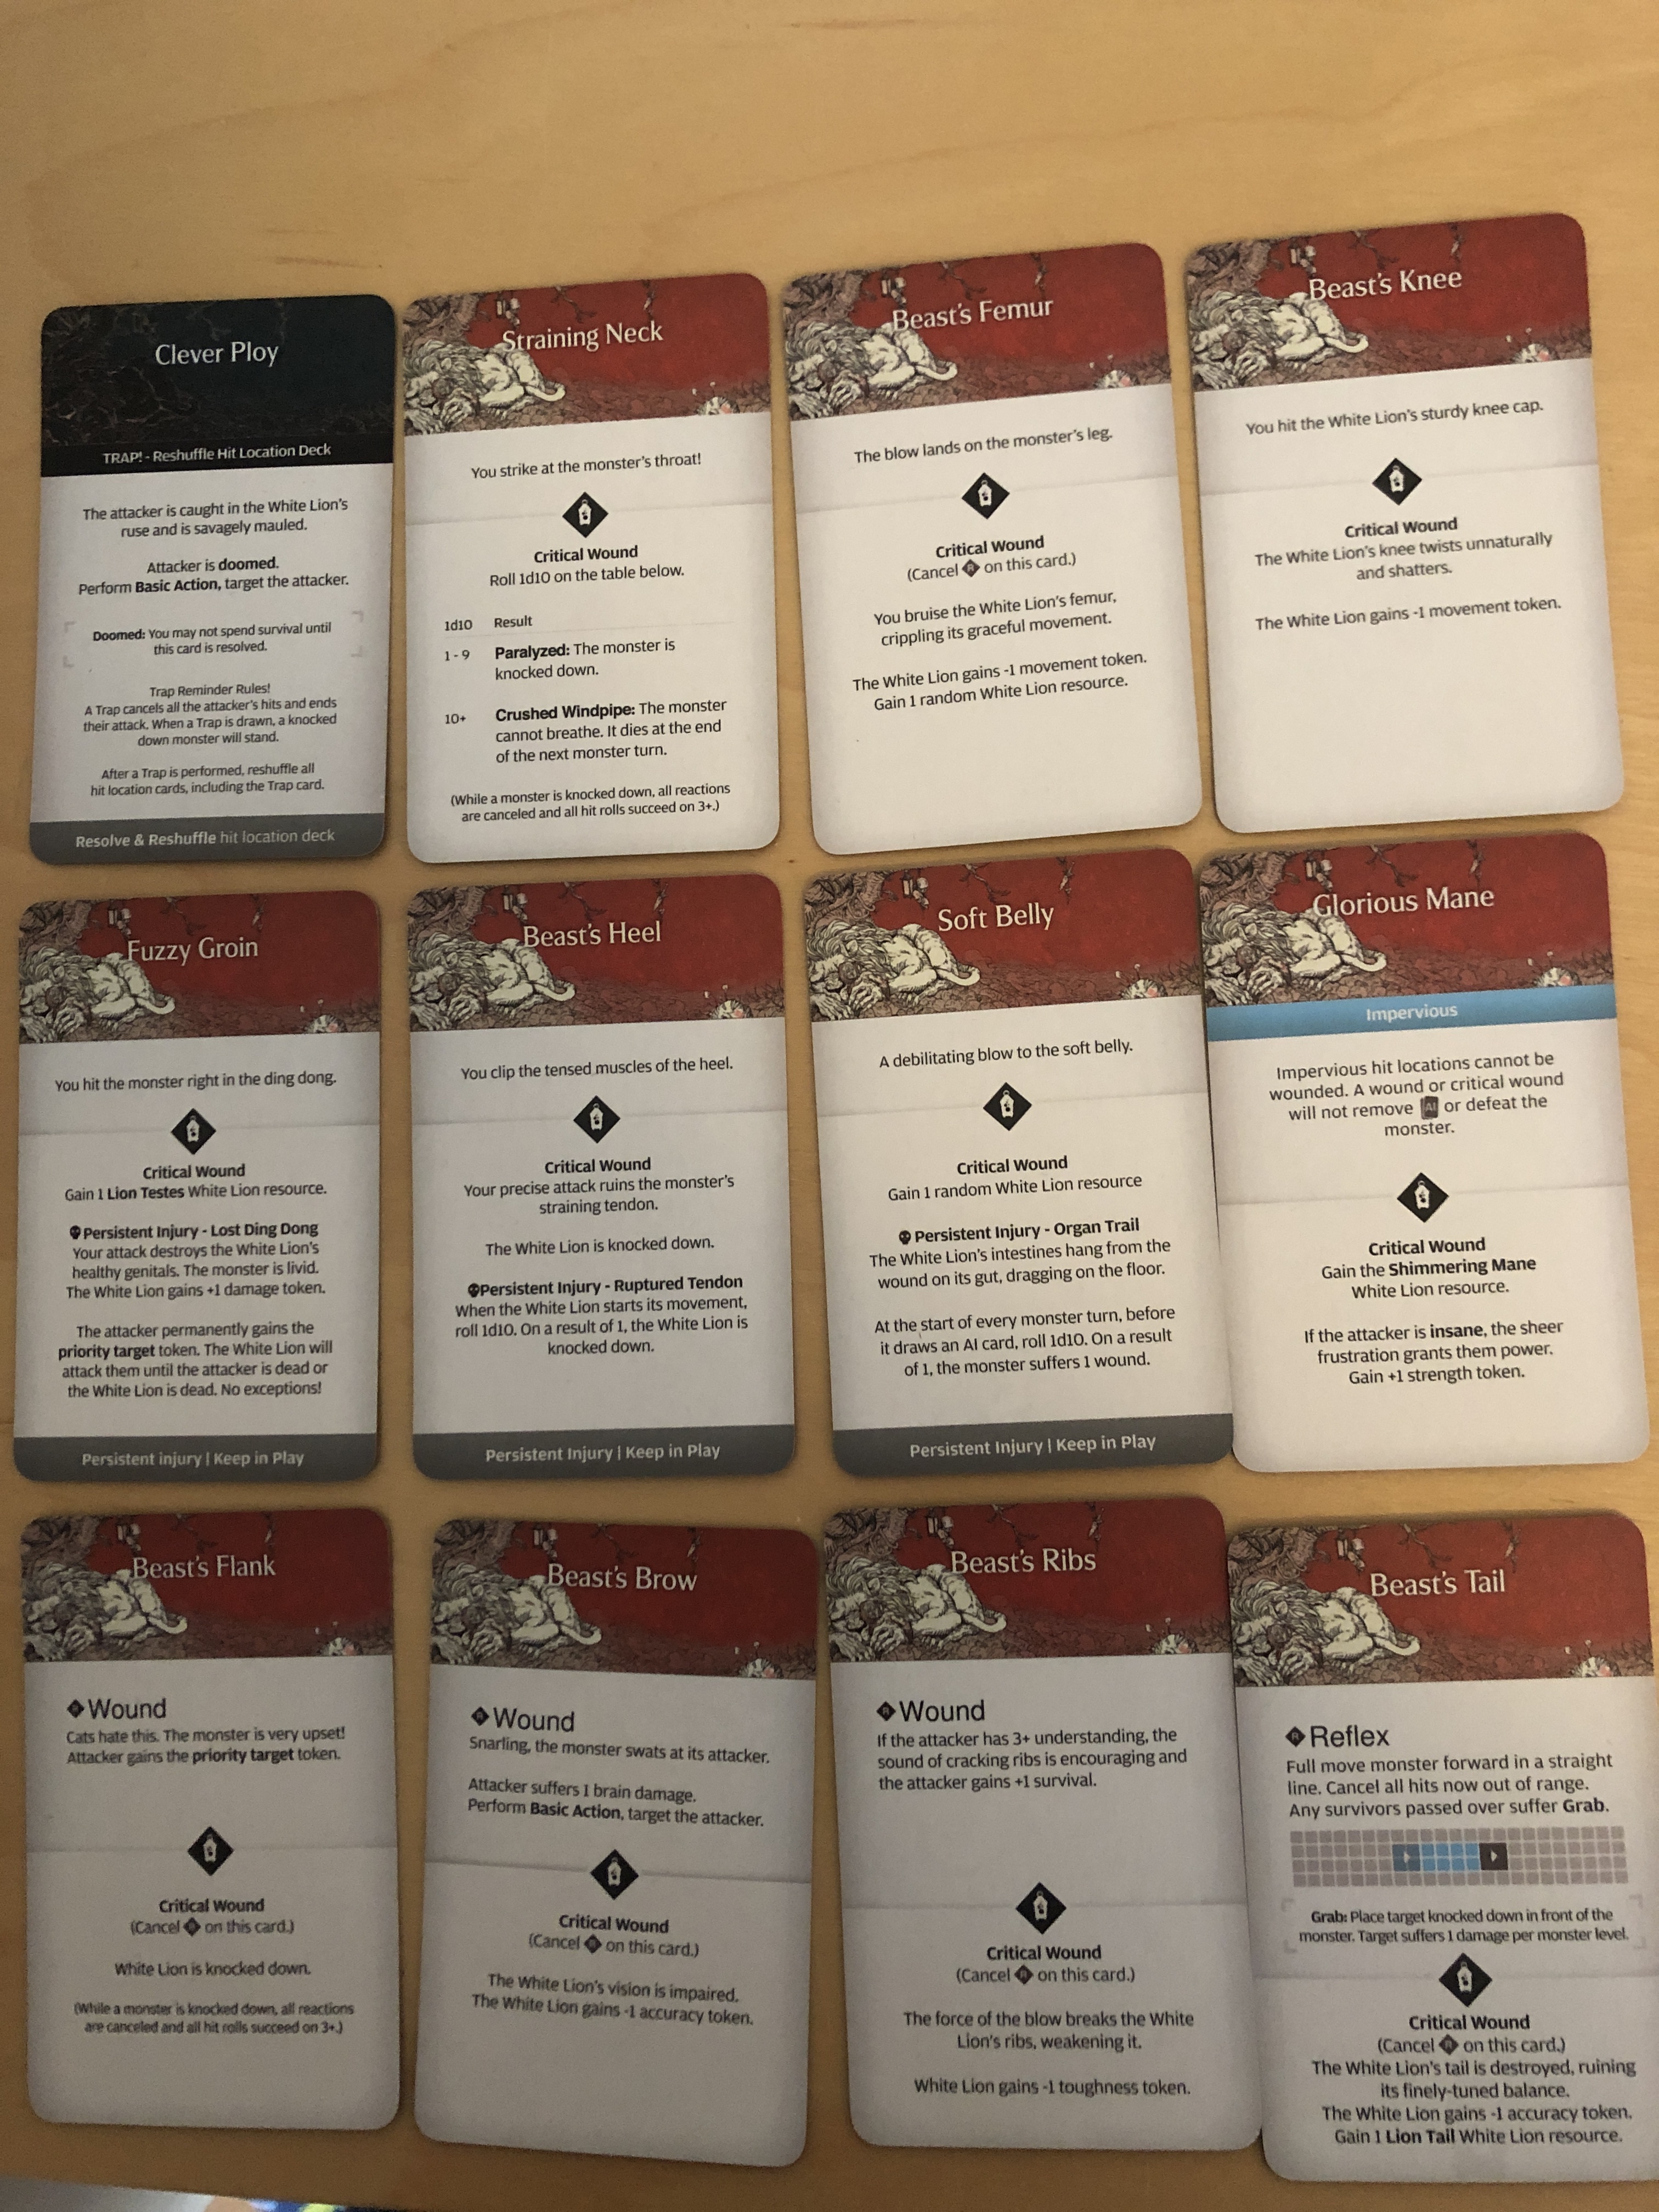 Clever Ploy
TRAP! - Reshuffle Hit Location Deck
The attacker is caught in the White Lion's
ruse and is savagely mauled.
Attacker is doomed.
Perform Basic Action, target the attacker.
Doomed: You may not spend survival until
this card is resolved.
Trap Reminder Rules!
A Trap cancels all the attacker's hits and ends
their attack. When a Trap is drawn, a knocked
down monster will stand.
After a Trap is performed, reshuffle all
hit location cards, including the Trap card.
Resolve & Reshuffle hit location deck
Straining Neck
You strike at the monster's throat!
Critical Wound
Roll 1d10 on the table below.
1d10 Result
1 - 9 Paralyzed: The monster is
knocked down.
10+ Crushed Windpipe: The monster
cannot breathe. It dies at the end
of the next monster turn.
(While a monster is knocked down, all reactions
are canceled and all hit rolls succeed on 3+.)
Beast's Femur
The blow lands on the monster's leg.
Critical Wound
(Cancel R on this card.)
You bruise the White Lion's femur,
crippling its graceful movement.
The White Lion gains -1 movement token.
Gain 1 random White Lion resource.
Beast's Knee
You hit the White Lion's sturdy knee cap.
Critical Wound
The White Lion's knee twists unnaturally
and shatters.
The White Lion gains -1 movement token.
Fuzzy Groin
You hit the monster right in the ding dong.
Critical Wound
Gain 1 Lion Testes White Lion resource.
Persistent Injury - Lost Ding Dong
Your attack destroys the White Lion's
healthy genitals. The monster is livid.
The White Lion gains +1 damage token.
The attacker permanently gains the
priority target token. The White Lion will
attack them until the attacker is dead or
the White Lion is dead. No exceptions!
Persistent injury | Keep in Play
Beast's Heel
You clip the tensed muscles of the heel.
Critical Wound
Your precise attack ruins the monster's
straining tendon.
The White Lion is knocked down.
Persistent Injury - Ruptured Tendon
When the White Lion starts its movement,
roll 1d10. On a result of 1, the White Lion is
knocked down.
Persistent Injury | Keep in Play
Soft Belly
A debilitating blow to the soft belly.
Critical Wound
Gain 1 random White Lion resource
Persistent Injury - Organ Trail
The White Lion's intestines hang from the
wound on its gut, dragging on the floor.
At the start of every monster turn, before
it draws an AI card, roll 1d10. On a result
of 1, the monster suffers 1 wound.
Persistent Injury | Keep in Play
Glorious Mane
Impervious
Impervious hit locations cannot be
wounded. A wound or critical wound
will not remove AI or defeat the
monster.
Critical Wound
Gain the Shimmering Mane
White Lion resource.
If the attacker is insane, the sheer
frustration grants them power.
Gain +1 strength token.
Beast's Flank
R Wound
Cats hate this. The monster is very upset!
Attacker gains the priority target token.
Critical Wound
(Cancel R on this card.)
White Lion is knocked down.
(While a monster is knocked down, all reactions
are canceled and all hit rolls succeed on 3+.)
Beast's Brow
R Wound
Snarling, the monster swats at its attacker.
Attacker suffers 1 brain damage.
Perform Basic Action, target the attacker.
Critical Wound
(Cancel R on this card.)
The White Lion's vision is impaired.
The White Lion gains -1 accuracy token.
Beast's Ribs
R Wound
If the attacker has 3+ understanding, the
sound of cracking ribs is encouraging and
the attacker gains +1 survival.
Critical Wound
(Cancel R on this card.)
The force of the blow breaks the White
Lion's ribs, weakening it.
White Lion gains -1 toughness token.
Beast's Tail
R Reflex
Full move monster forward in a straight
line. Cancel all hits now out of range.
Any survivors passed over suffer Grab.
Grab: Place target knocked down in front of the
monster. Target suffers 1 damage per monster level.
Critical Wound
(Cancel R on this card.)
The White Lion's tail is destroyed, ruining
its finely-tuned balance.
The White Lion gains -1 accuracy token.
Gain 1 Lion Tail White Lion resource.